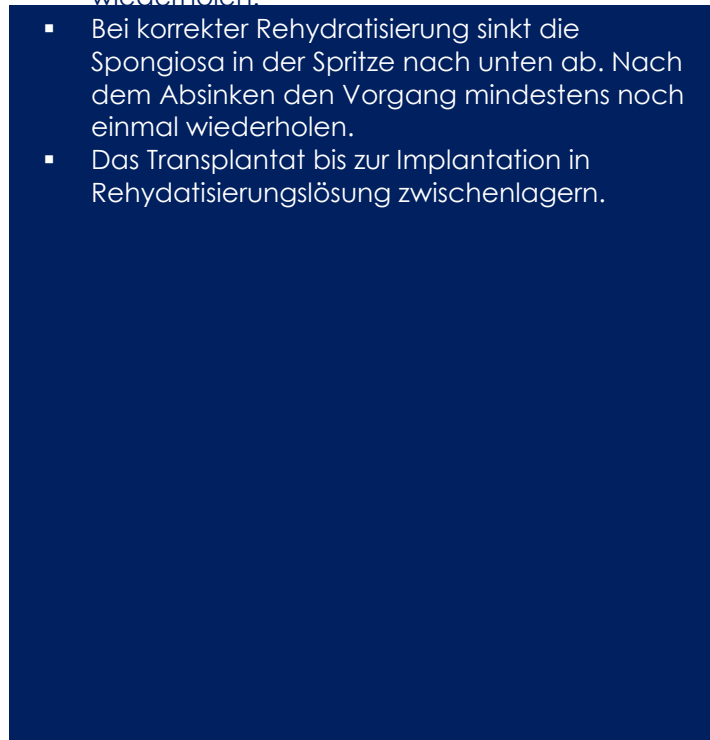 wiederholen.
▪ Bei korrekter Rehydratisierung sinkt die
Spongiosa in der Spritze nach unten ab. Nach
dem Absinken den Vorgang mindestens noch
einmal wiederholen.
▪ Das Transplantat bis zur Implantation in
Rehydatisierungslösung zwischenlagern.